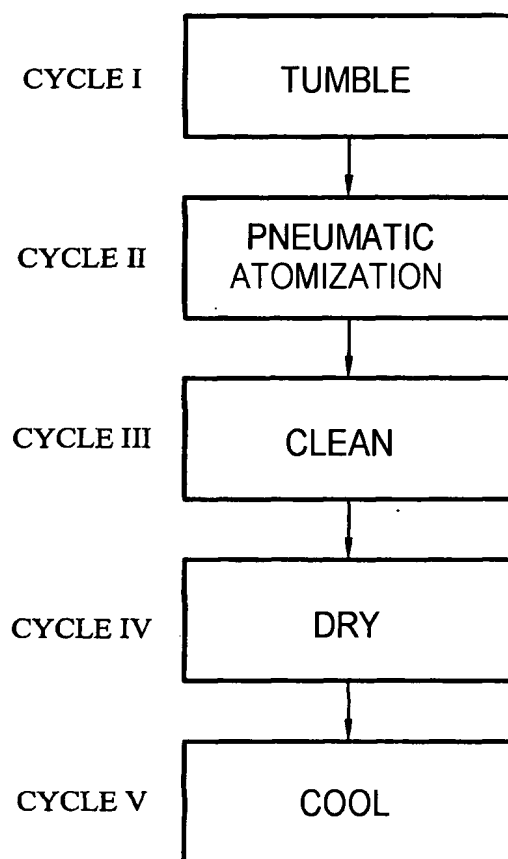 CYCLE I
TUMBLE
CYCLE II
PNEUMATIC
ATOMIZATION
CYCLE III
CLEAN
CYCLE IV
DRY
CYCLE V
COOL